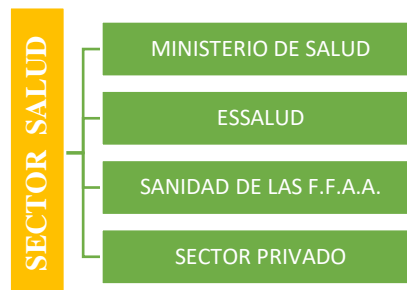 SECTOR SALUD
MINISTERIO DE SALUD
ESSALUD
SANIDAD DE LAS F.F.A.A.
SECTOR PRIVADO